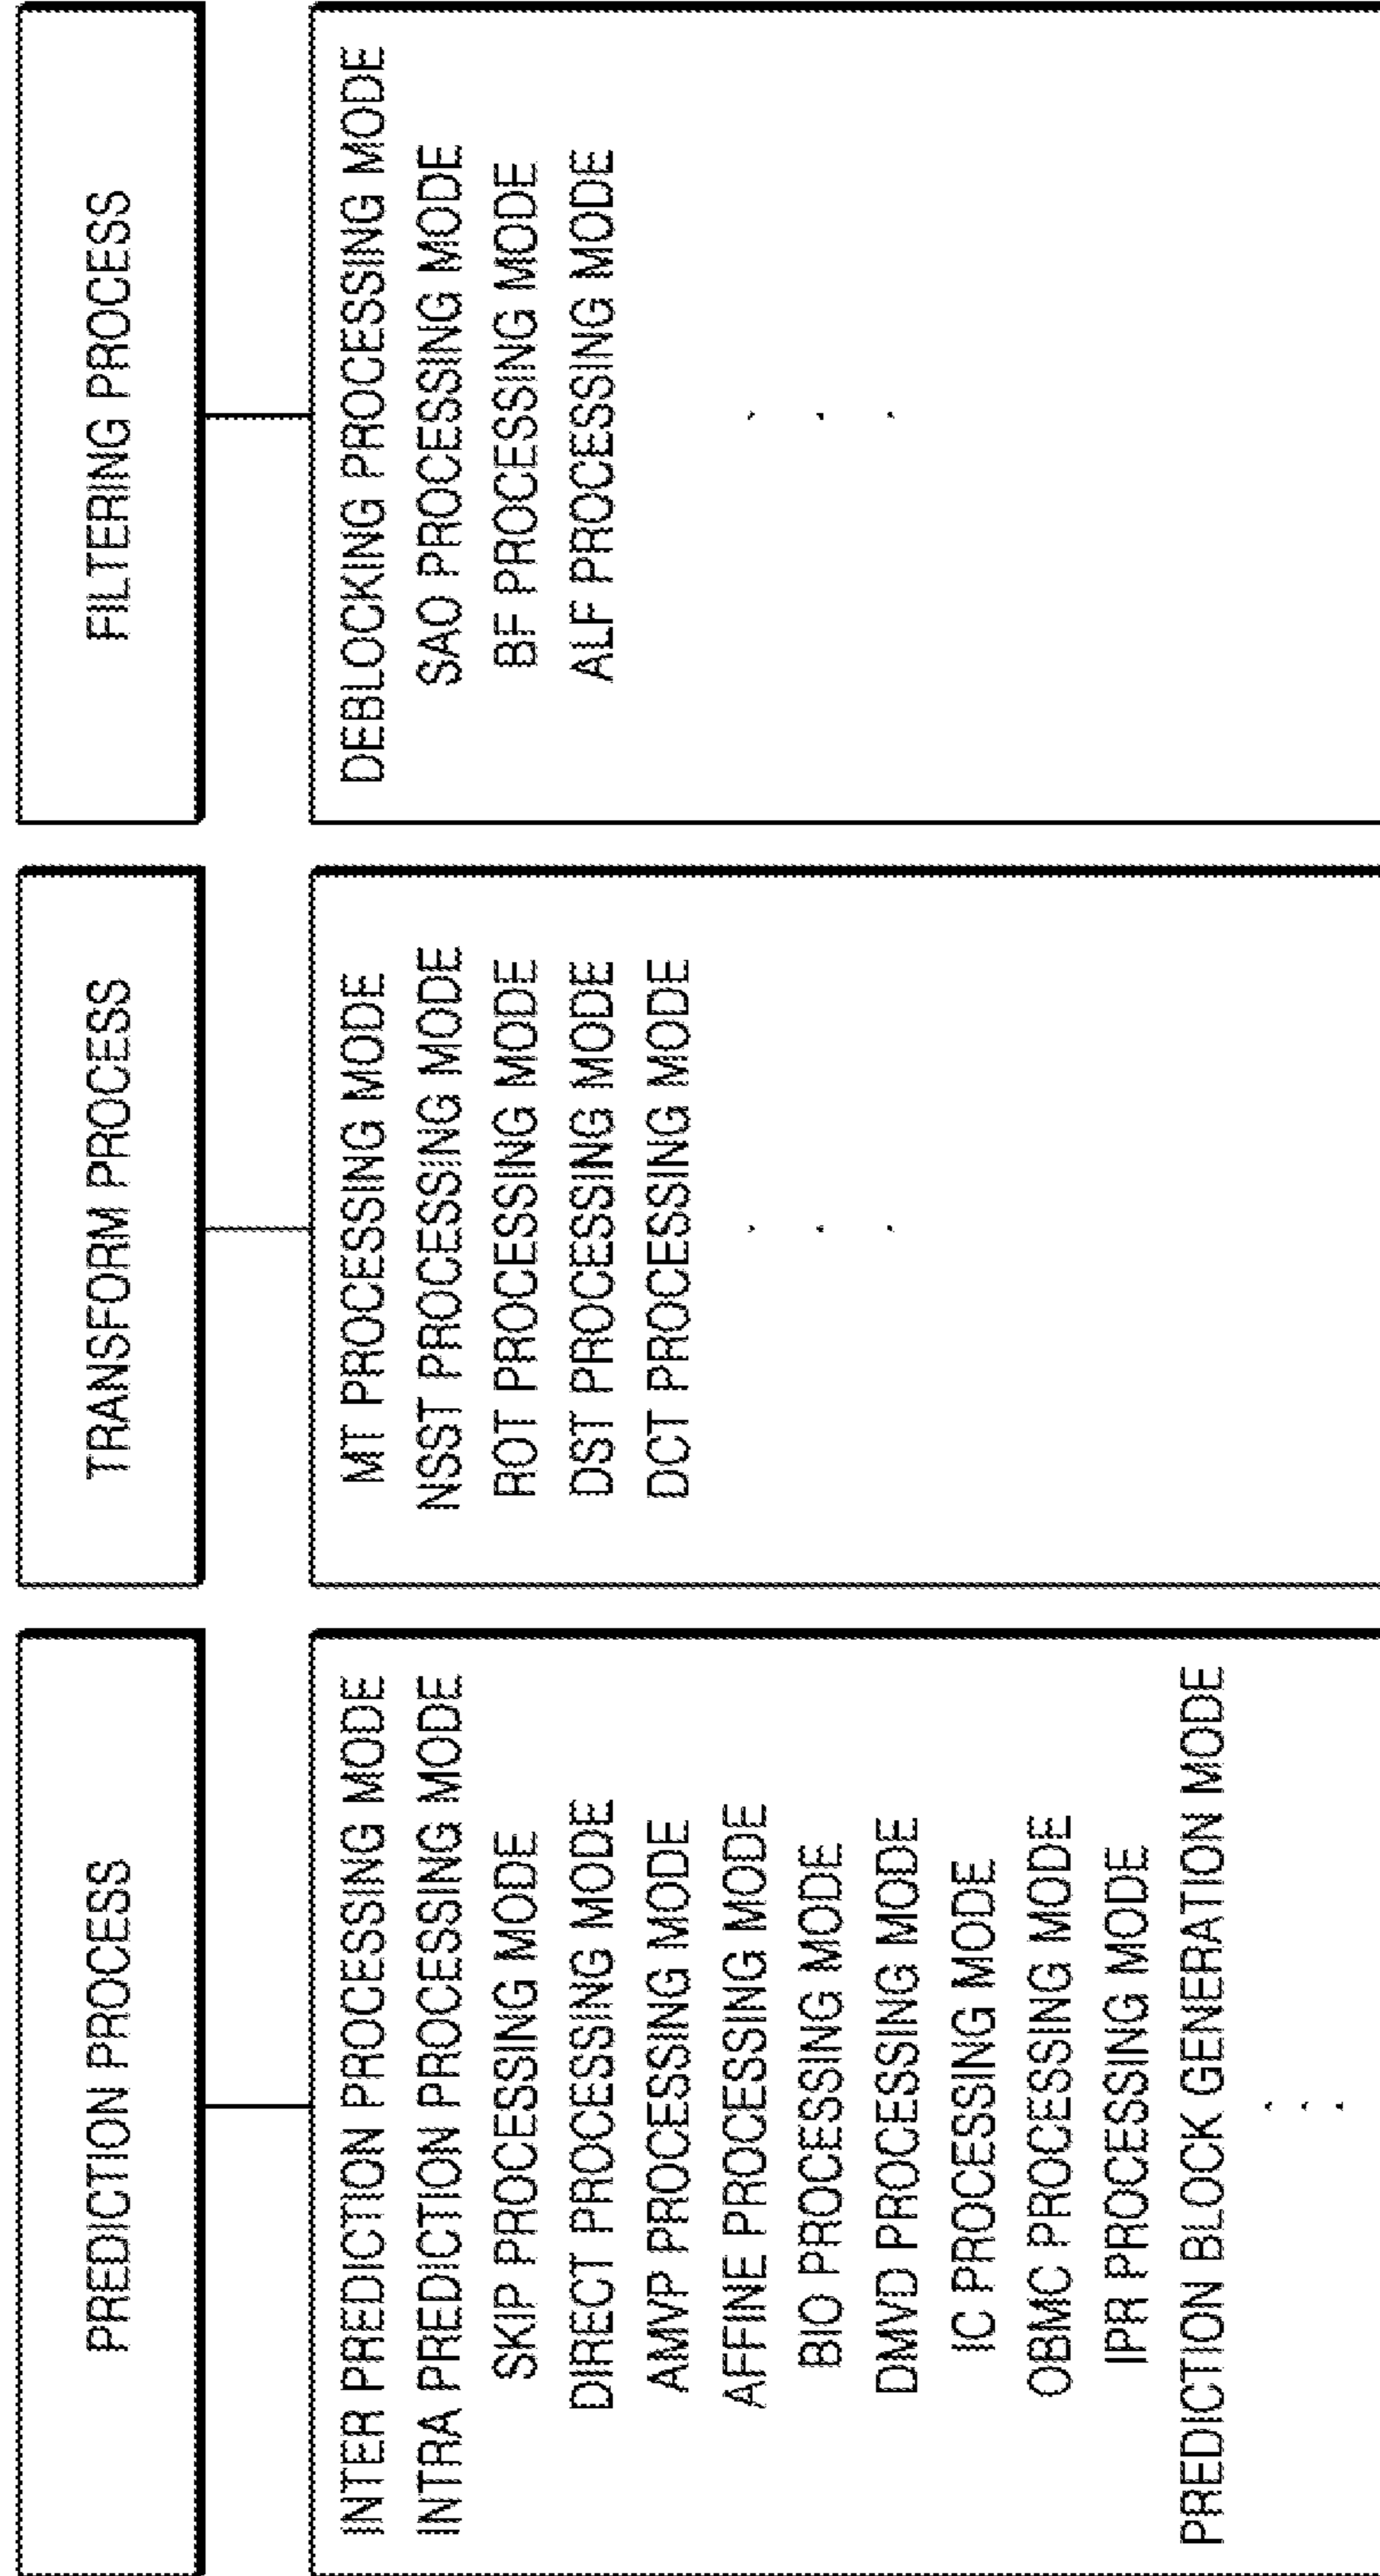 PREDICTION PROCESS
INTER PREDICTION PROCESSING MODE
INTRA PREDICTION PROCESSING MODE
SKIP PROCESSING MODE
DIRECT PROCESSING MODE
AMVP PROCESSING MODE
AFFINE PROCESSING MODE
BIO PROCESSING MODE
DMVD PROCESSING MODE
IC PROCESSING MODE
OBMC PROCESSING MODE
IPR PROCESSING MODE
PREDICTION BLOCK GENERATION MODE
. . .
TRANSFORM PROCESS
MT PROCESSING MODE
NSST PROCESSING MODE
ROT PROCESSING MODE
DST PROCESSING MODE
DCT PROCESSING MODE
. . .
FILTERING PROCESS
DEBLOCKING PROCESSING MODE
SAO PROCESSING MODE
BF PROCESSING MODE
ALF PROCESSING MODE
. . .